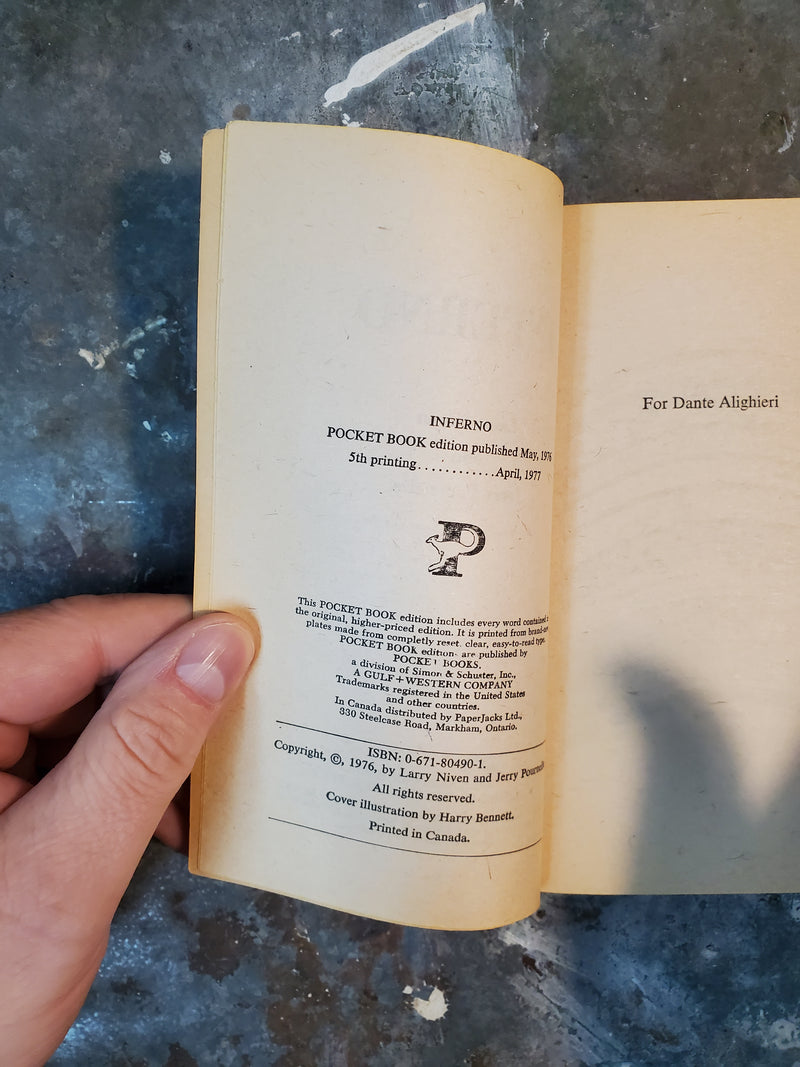 INFERNO
POCKET BOOK edition published May, 1976
5th printing............April, 1977
P
This POCKET BOOK edition includes every word contained
the original, higher-priced edition. It is printed from brand-new
plates made from completly reset, clear, easy-to-read type.
POCKET BOOK editions are published by
POCKET BOOKS,
a division of Simon & Schuster, Inc.,
A GULF+WESTERN COMPANY
Trademarks registered in the United States
and other countries.
In Canada distributed by PaperJacks Ltd.,
330 Steelcase Road, Markham, Ontario.
ISBN: 0-671-80490-1.
Copyright, ©, 1976, by Larry Niven and Jerry Pournelle
All rights reserved.
Cover illustration by Harry Bennett.
Printed in Canada.
For Dante Alighieri